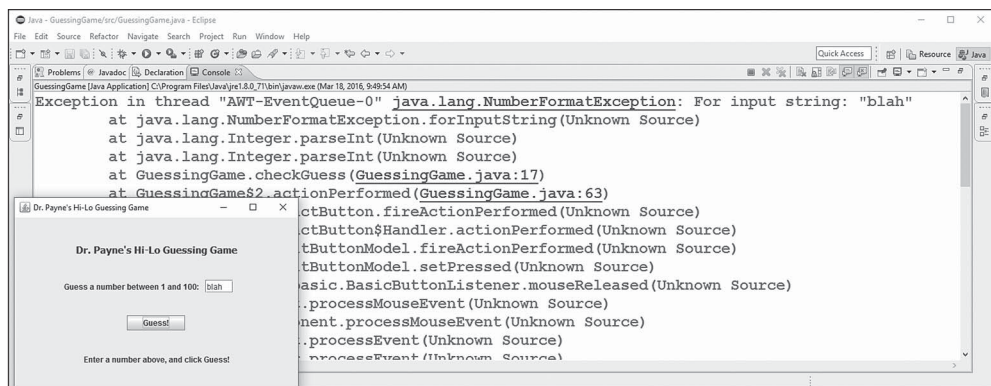 Java - GuessingGame/src/GuessingGame.java - Eclipse
File Edit Source Refactor Navigate Search Project Run Window Help
Quick Access Resource Java
Problems Javadoc Declaration Console
GuessingGame [Java Application] C:\Program Files\Java\jre1.8.0_71\bin\javaw.exe (Mar 18, 2016, 9:49:54 AM)
Exception in thread "AWT-EventQueue-0" java.lang.NumberFormatException: For input string: "blah"
at java.lang.NumberFormatException.forInputString(Unknown Source)
at java.lang.Integer.parseInt(Unknown Source)
at java.lang.Integer.parseInt(Unknown Source)
at GuessingGame.checkGuess(GuessingGame.java:17)
at GuessingGame$2.actionPerformed(GuessingGame.java:63)
ctButton.fireActionPerformed(Unknown Source)
ctButton$Handler.actionPerformed(Unknown Source)
tButtonModel.fireActionPerformed(Unknown Source)
tButtonModel.setPressed(Unknown Source)
basic.BasicButtonListener.mouseReleased(Unknown Source)
.processMouseEvent(Unknown Source)
nent.processMouseEvent(Unknown Source)
.processEvent(Unknown Source)
.processEvent(Unknown Source)
Dr. Payne's Hi-Lo Guessing Game
Dr. Payne's Hi-Lo Guessing Game
Guess a number between 1 and 100: blah
Guess!
Enter a number above, and click Guess!